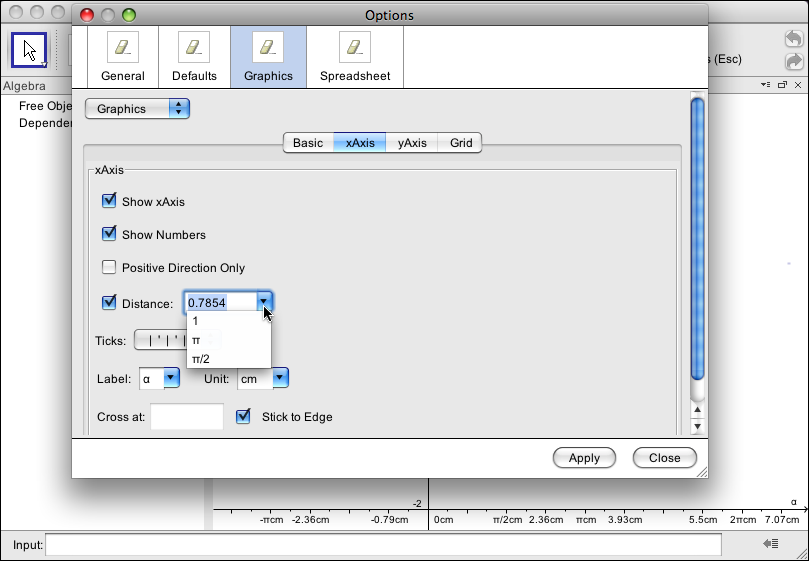 Options
General Defaults Graphics Spreadsheet
s (Esc)
Algebra
Free Obje
Depender
Graphics
Basic xAxis yAxis Grid
xAxis
Show xAxis
Show Numbers
Positive Direction Only
Distance: 0.7854
1
π
π/2
Ticks: | ' | ' |
Label: α Unit: cm
Cross at: Stick to Edge
Apply Close
-2
α
-πcm -2.36cm -0.79cm 0cm π/2cm 2.36cm πcm 3.93cm 5.5cm 2πcm 7.07cm
Input: